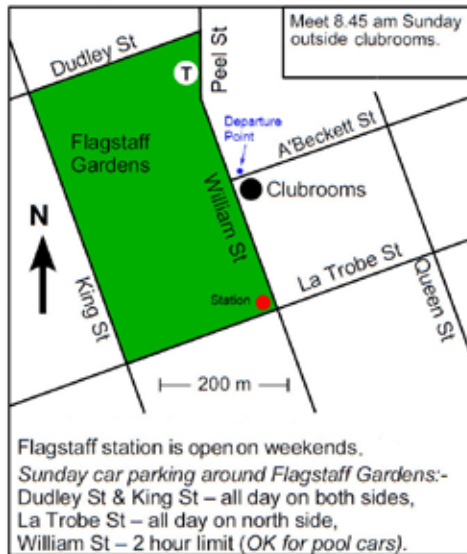 Meet 8.45 am Sunday
outside clubrooms.
Dudley St
Peel St
T
Departure
Point
A'Beckett St
Flagstaff
Gardens
Clubrooms
William St
N
King St
La Trobe St
Queen St
Station
200 m
Flagstaff station is open on weekends.
Sunday car parking around Flagstaff Gardens:-
Dudley St & King St – all day on both sides,
La Trobe St – all day on north side,
William St – 2 hour limit (OK for pool cars).